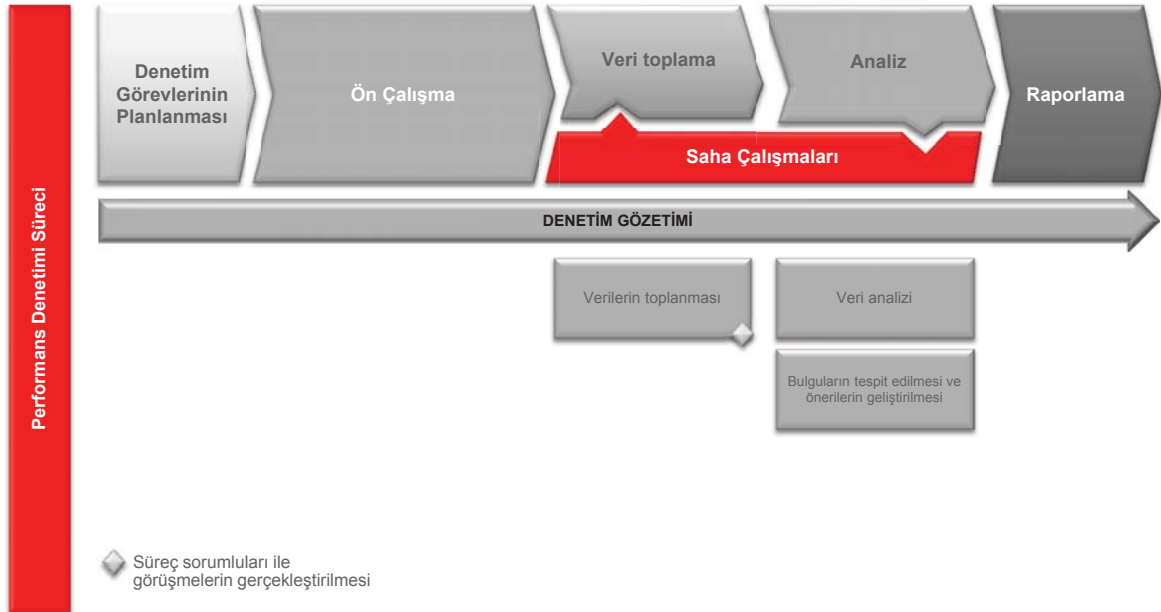 Performans Denetimi Süreci
Denetim
Görevlerinin
Planlanması
Ön Çalışma
Veri toplama
Analiz
Saha Çalışmaları
Raporlama
DENETİM GÖZETİMİ
Verilerin toplanması
Veri analizi
Bulguların tespit edilmesi ve
önerilerin geliştirilmesi
Süreç sorumluları ile
görüşmelerin gerçekleştirilmesi